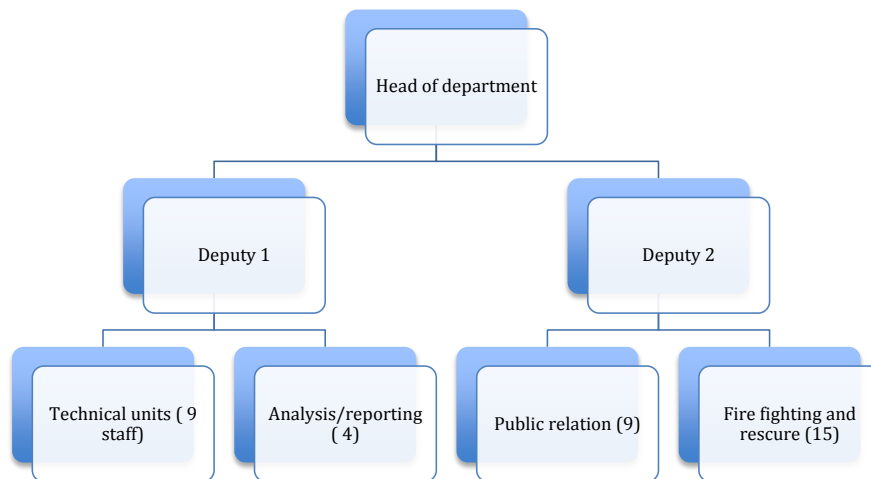 Head of department
Deputy 1
Deputy 2
Technical units ( 9
staff)
Analysis/reporting
( 4)
Public relation (9)
Fire fighting and
rescure (15)